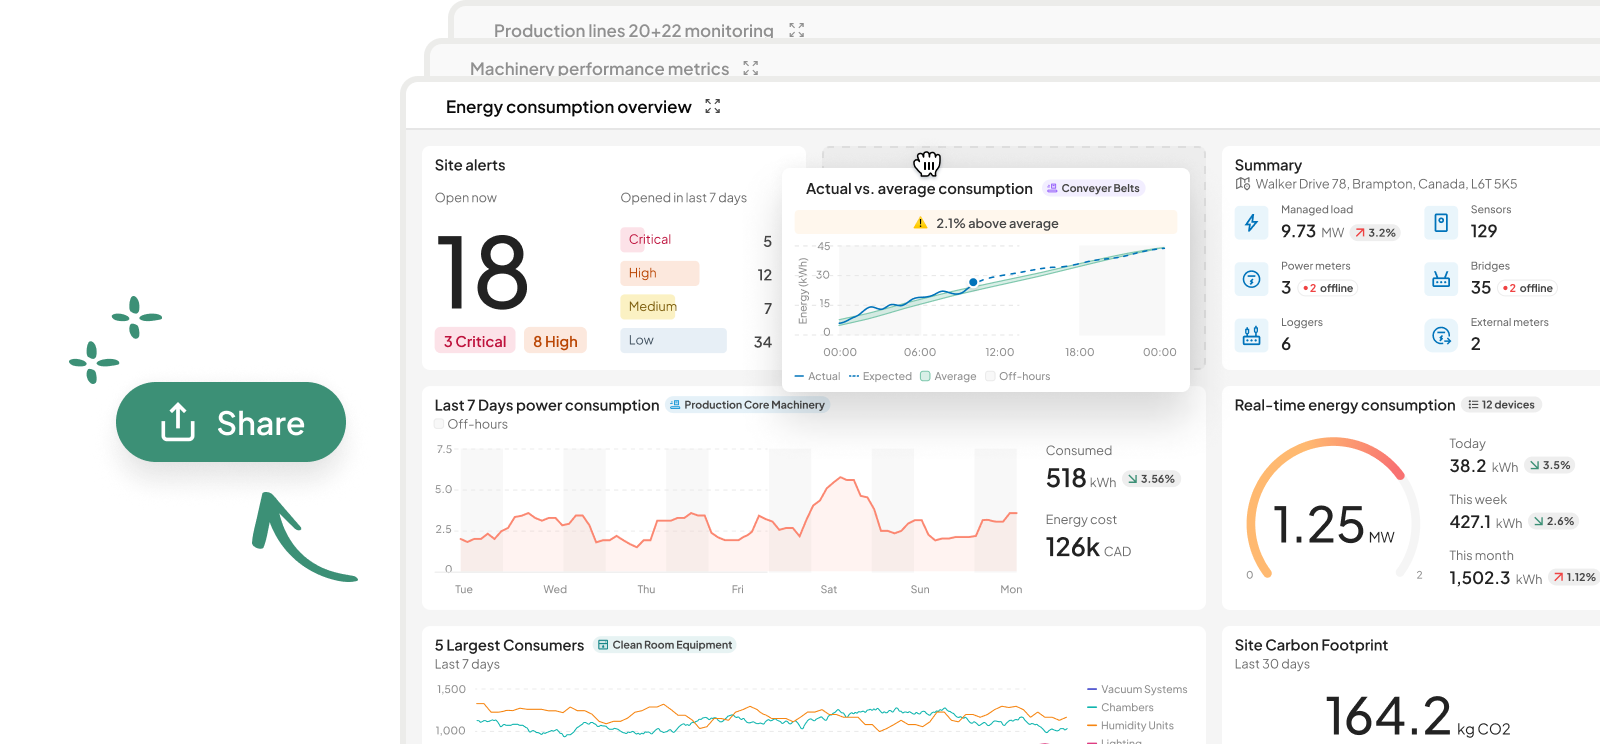 Production lines 20+22 monitoring
Machinery performance metrics
Energy consumption overview
Site alerts
Open now
18
3 Critical
8 High
Opened in last 7 days
Critical 5
High 12
Medium 7
Low 34
Actual vs. average consumption
Conveyer Belts
2.1% above average
Energy (kWh)
45
30
15
0
00:00 06:00 12:00 18:00 00:00
Actual Expected Average Off-hours
Summary
Walker Drive 78, Brampton, Canada, L6T 5K5
Managed load
9.73 MW 3.2%
Sensors
129
Power meters
3 2 offline
Bridges
35 2 offline
Loggers
6
External meters
2
Share
Last 7 Days power consumption
Production Core Machinery
Off-hours
7.5
5.0
2.5
0
Tue Wed Thu Fri Sat Sun Mon
Consumed
518 kWh 3.56%
Energy cost
126k CAD
Real-time energy consumption
12 devices
1.25 MW
0 2
Today
38.2 kWh 3.5%
This week
427.1 kWh 2.6%
This month
1,502.3 kWh 1.12%
5 Largest Consumers
Clean Room Equipment
Last 7 days
1,500
1,000
Vacuum Systems
Chambers
Humidity Units
Lighting
Site Carbon Footprint
Last 30 days
164.2 kg CO2